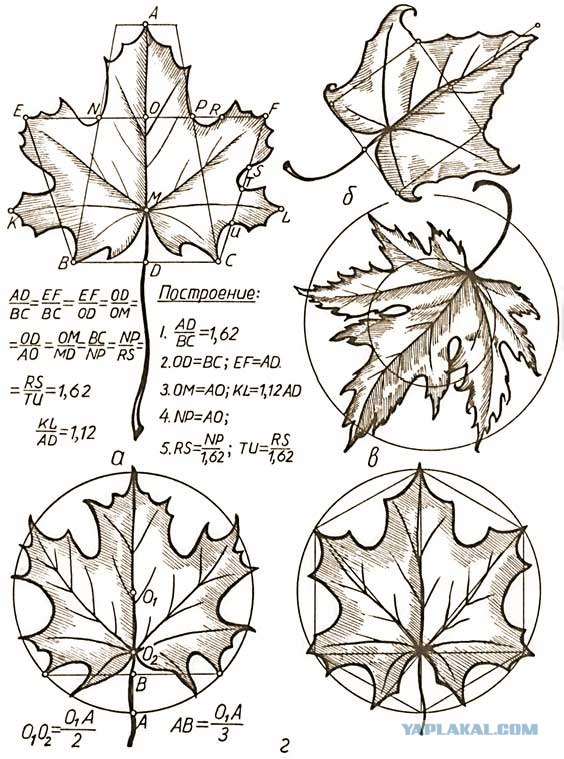 A
E N O P R F
S
T
M
K L
U
B D C
б
AD/BC = EF/BC = EF/OD = OD/OM =
= OD/AO = OM/MD = BC/NP = NP/RS =
= RS/TU = 1,62
KL/AD = 1,12
Построение:
1. AD/BC = 1,62
2. OD = BC; EF = AD.
3. OM = AO; KL = 1,12 AD
4. NP = AO;
5. RS = NP/1,62; TU = RS/1,62
а
в
O₁
O₂
B
A
O₁O₂ = O₁A/2
AB = O₁A/3
г
YAPLAKAL.COM